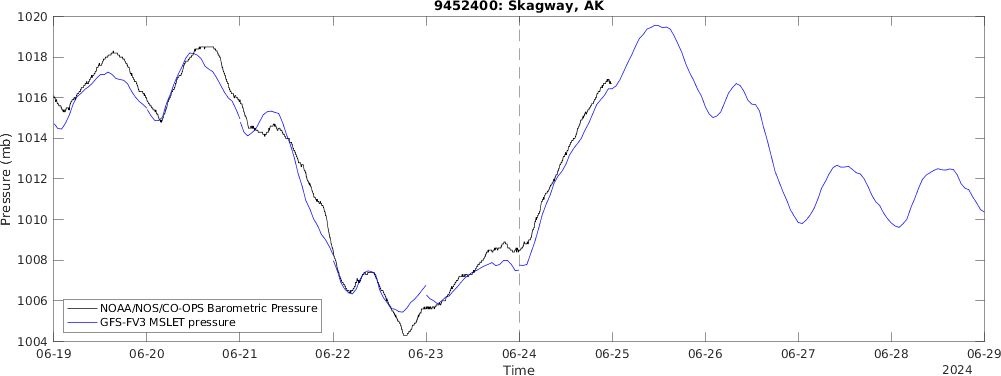 9452400: Skagway, AK
1020
1018
1016
1014
1012
1010
1008
1006
1004
Pressure (mb)
NOAA/NOS/CO-OPS Barometric Pressure
GFS-FV3 MSLET pressure
06-19 06-20 06-21 06-22 06-23 06-24 06-25 06-26 06-27 06-28 06-29
Time
2024